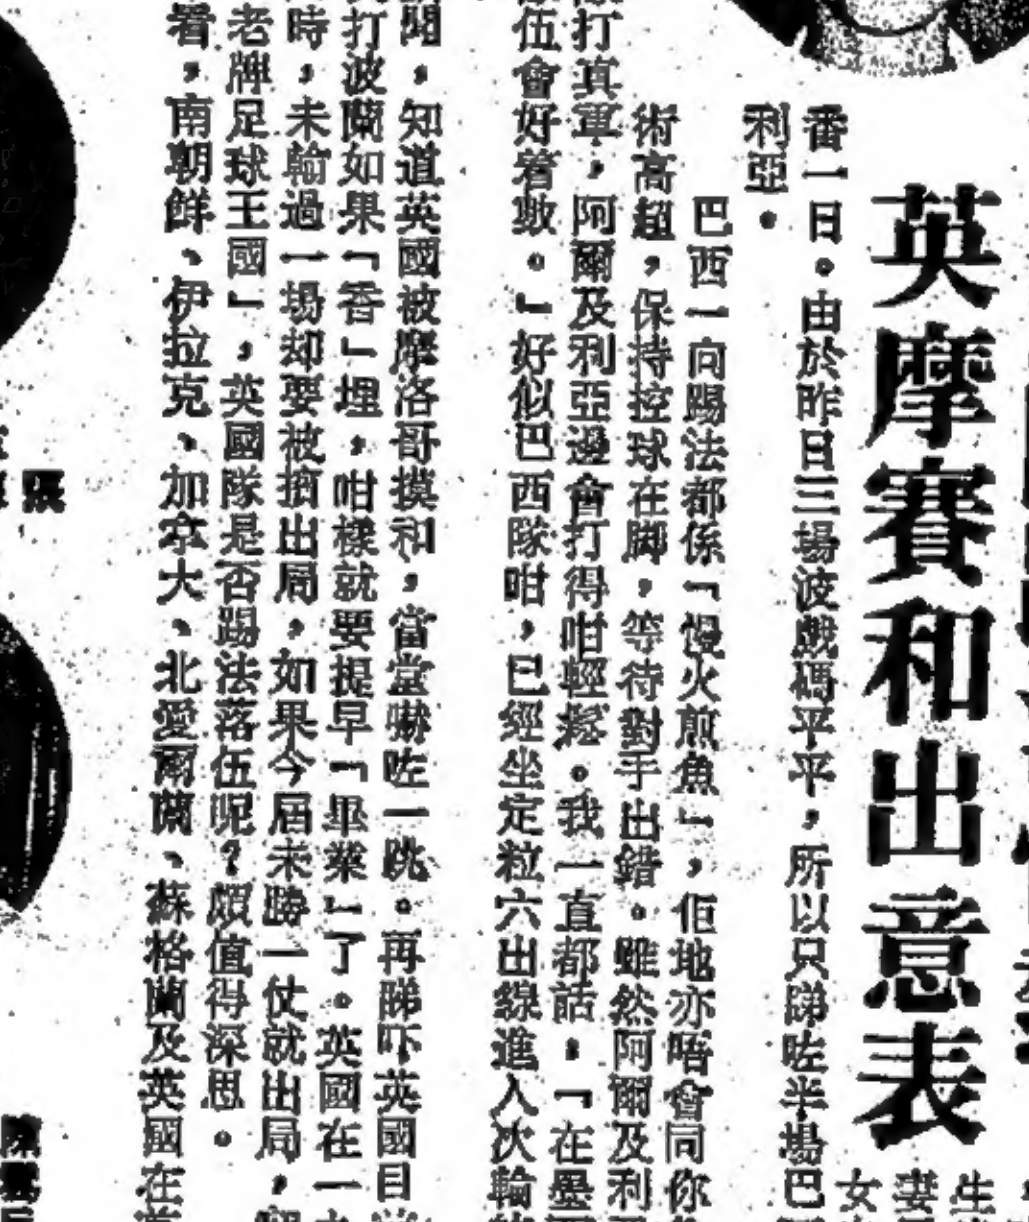 英摩賽和出意表
番一日。由於昨日三場波戲碼平平，所以只睇咗半場巴
利亞。
巴西一向踢法都係「慢火煎魚」，佢地亦唔會同你
術高超，保持控球在脚，等待對手出錯。雖然阿爾及利
打真軍，阿爾及利亞邊會打得咁輕鬆。我一直都話，「在墨
伍會好着數。」好似巴西隊咁，已經坐定粒六出線進入次輪
聞，知道英國被摩洛哥摸和，當堂嚇咗一跳。再睇吓英國目
打波蘭如果「香」埋，咁樣就要提早「畢業」了。英國在一
時，未輸過一場却要被揈出局，如果今屆未勝一仗就出局，
老牌足球王國」，英國隊是否踢法落伍呢？頗值得深思。
着，南朝鮮、伊拉克、加拿大、北愛爾蘭、蘇格蘭及英國在
生
妻
女
張
陳